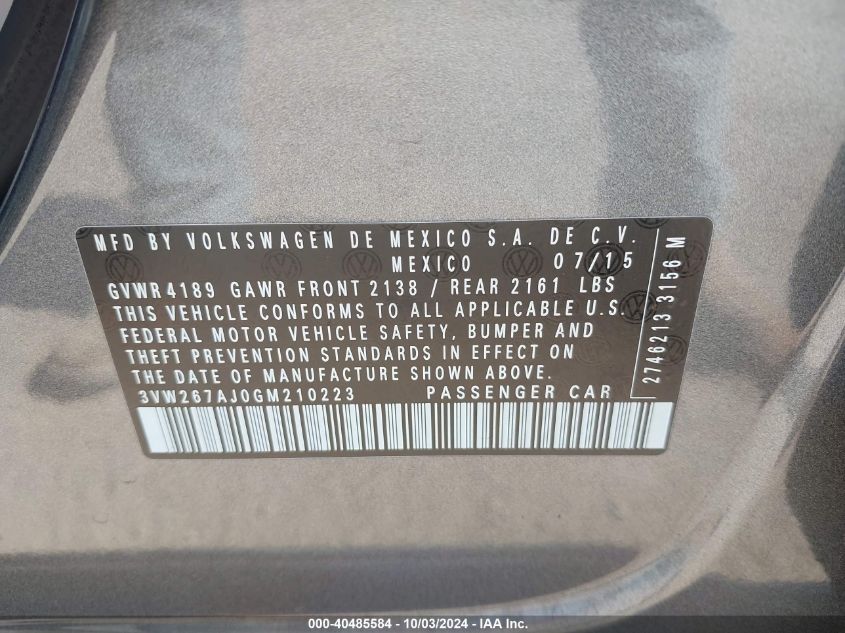 MFD BY VOLKSWAGEN DE MEXICO S.A. DE C.V.
MEXICO 07/15
GVWR 4189 GAWR FRONT 2138 / REAR 2161 LBS
THIS VEHICLE CONFORMS TO ALL APPLICABLE U.S.
FEDERAL MOTOR VEHICLE SAFETY, BUMPER AND
THEFT PREVENTION STANDARDS IN EFFECT ON
THE DATE OF MANUFACTURE SHOWN ABOVE.
3VW267AJ0GM210223 PASSENGER CAR
2746213 3156 M
000-40485584 - 10/03/2024 - IAA Inc.